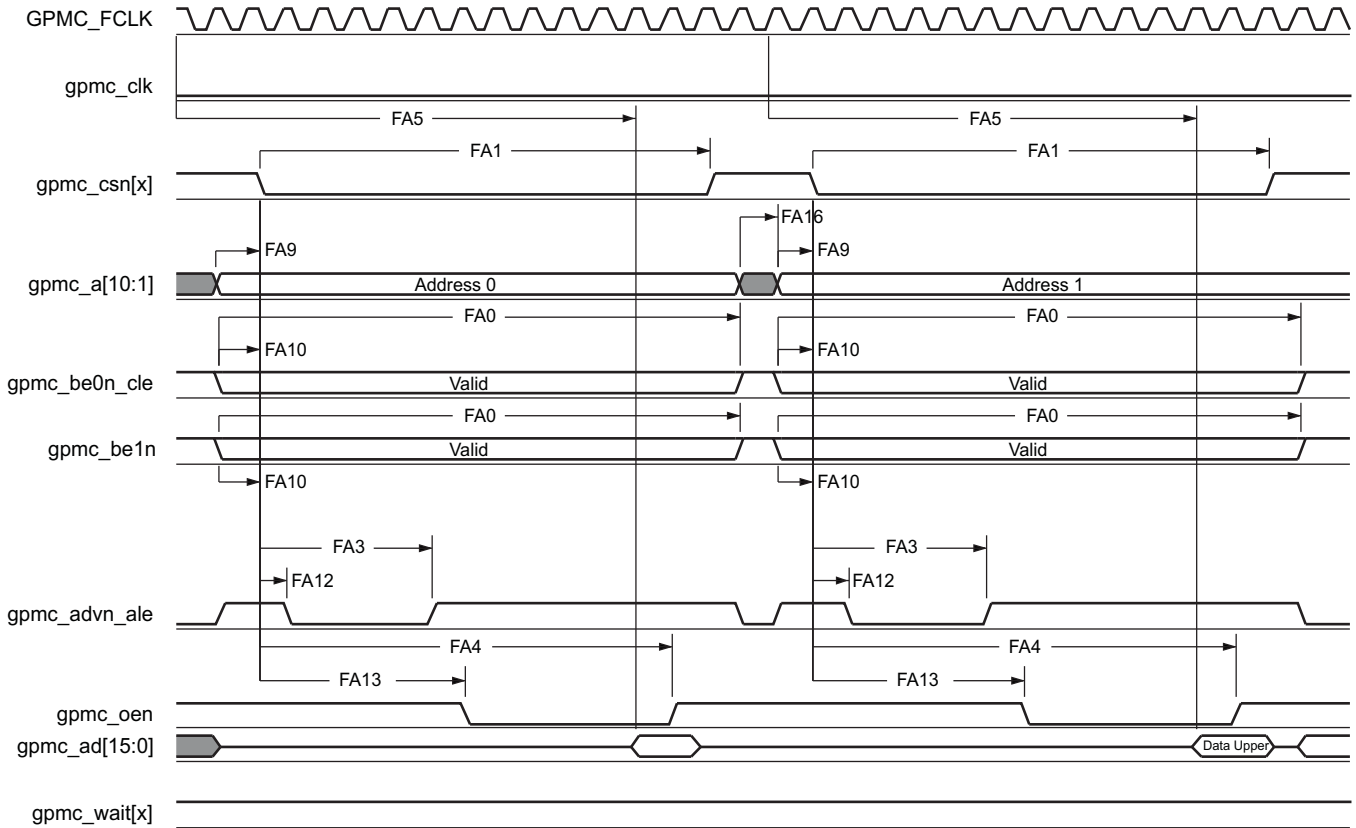 GPMC_FCLK
gpmc_clk
FA5 FA5
FA1 FA1
gpmc_csn[x]
FA16
FA9 FA9
gpmc_a[10:1] Address 0 Address 1
FA0 FA0
FA10 FA10
gpmc_be0n_cle Valid Valid
FA0 FA0
gpmc_be1n Valid Valid
FA10 FA10
FA3 FA3
FA12 FA12
gpmc_advn_ale
FA4 FA4
FA13 FA13
gpmc_oen
gpmc_ad[15:0] Data Upper
gpmc_wait[x]